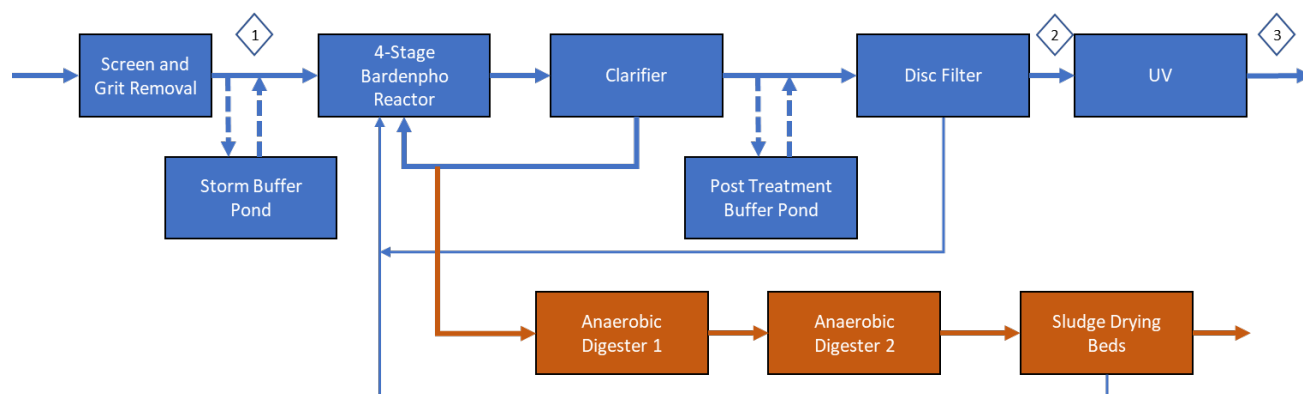 1
2
3
Screen and
Grit Removal
4-Stage
Bardenpho
Reactor
Clarifier
Disc Filter
UV
Storm Buffer
Pond
Post Treatment
Buffer Pond
Anaerobic
Digester 1
Anaerobic
Digester 2
Sludge Drying
Beds